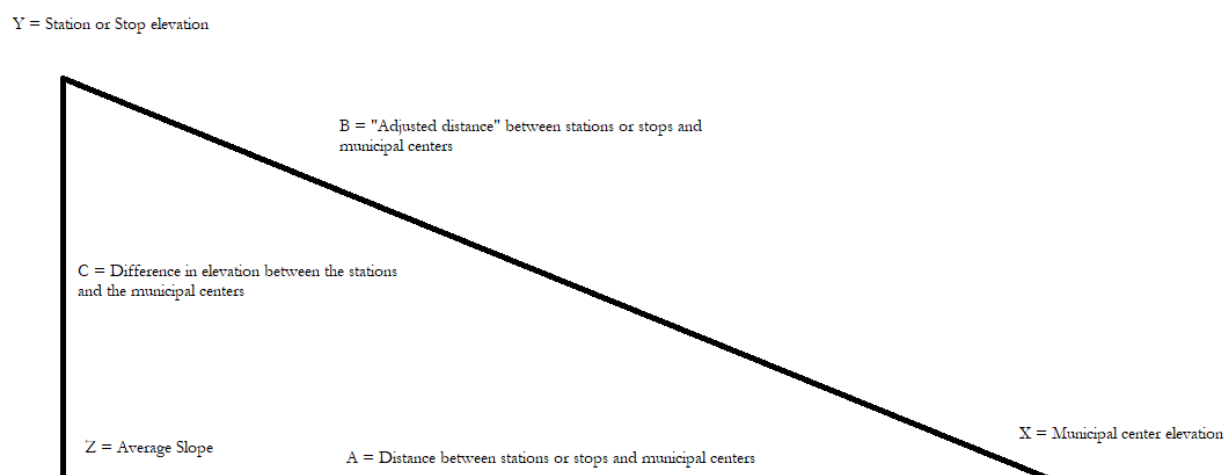 Y = Station or Stop elevation
B = "Adjusted distance" between stations or stops and
municipal centers
C = Difference in elevation between the stations
and the municipal centers
X = Municipal center elevation
Z = Average Slope
A = Distance between stations or stops and municipal centers